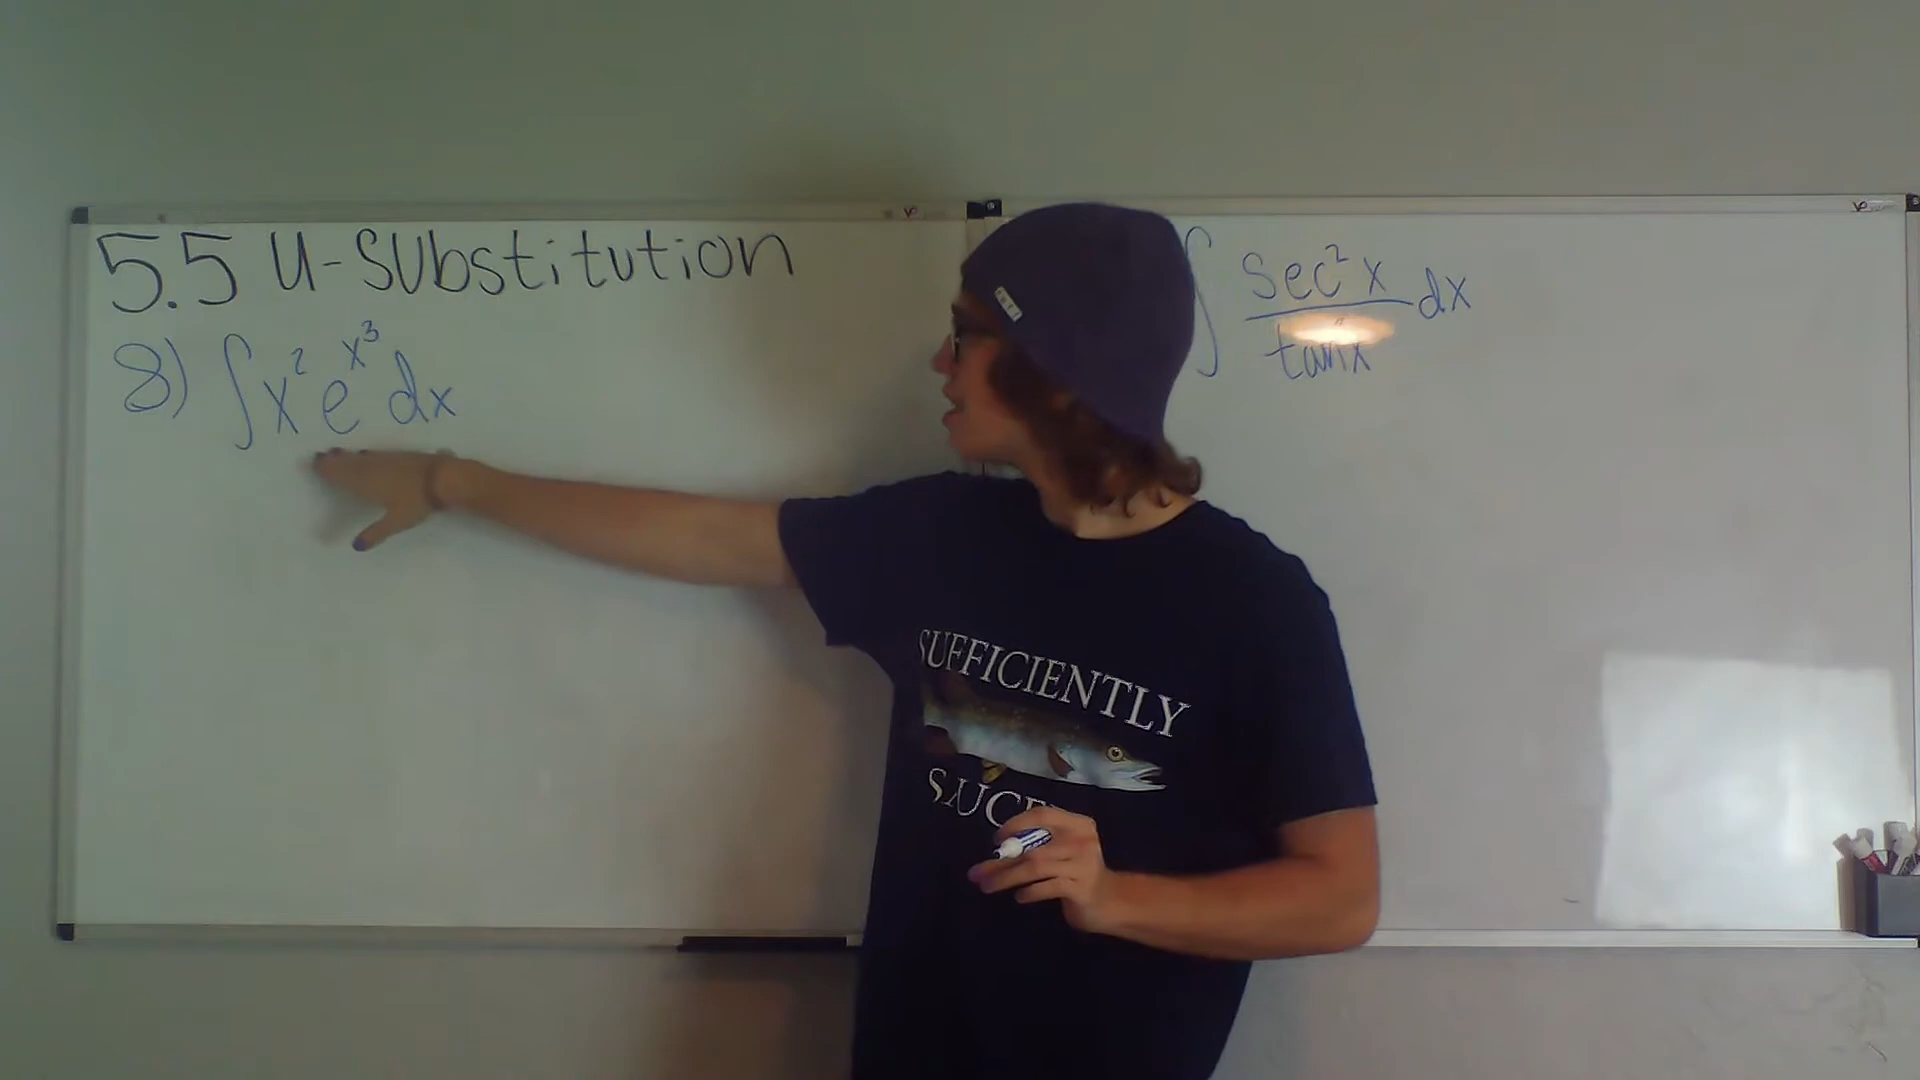 5.5 u-substitution
8) ∫x²e^x³ dx
∫ sec²x / tanx dx
SUFFICIENTLY